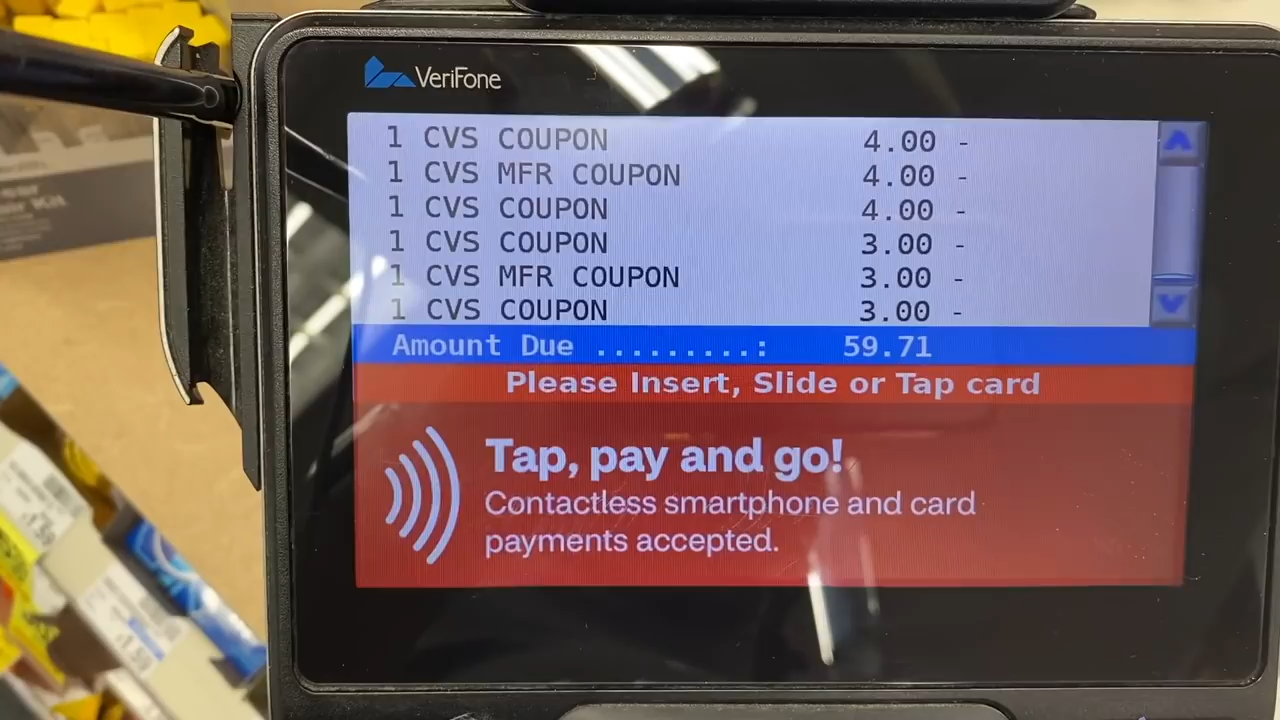 VeriFone
1 CVS COUPON 4.00 -
1 CVS MFR COUPON 4.00 -
1 CVS COUPON 4.00 -
1 CVS COUPON 3.00 -
1 CVS MFR COUPON 3.00 -
1 CVS COUPON 3.00 -
Amount Due .........: 59.71
Please Insert, Slide or Tap card
Tap, pay and go!
Contactless smartphone and card
payments accepted.